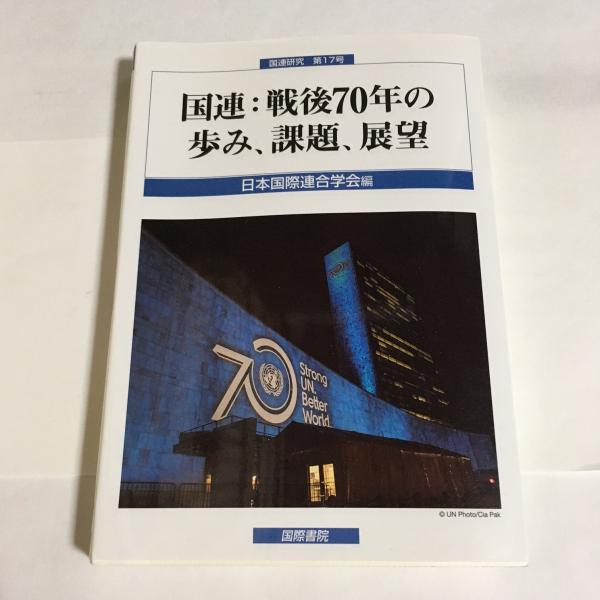 国連研究 第17号
国連：戦後70年の
歩み、課題、展望
日本国際連合学会編
70
Strong
UN.
Better
World.
© UN Photo/Cia Pak
国際書院